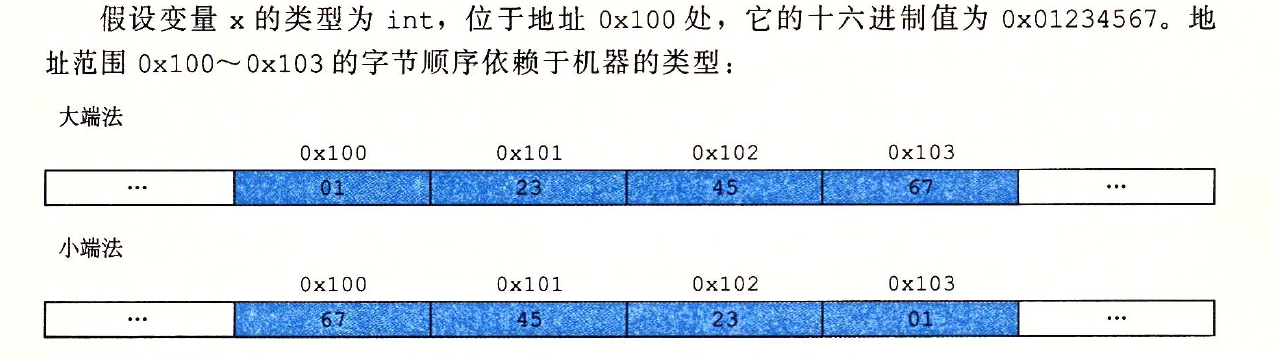 假设变量 x 的类型为 int，位于地址 0x100 处，它的十六进制值为 0x01234567。地
址范围 0x100～0x103 的字节顺序依赖于机器的类型：
大端法
0x100 0x101 0x102 0x103
… 01 23 45 67 …
小端法
0x100 0x101 0x102 0x103
… 67 45 23 01 …